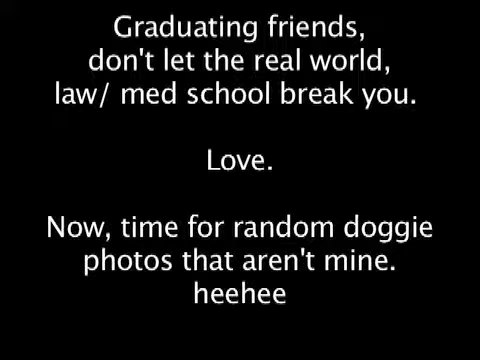 Graduating friends,
don't let the real world,
law/ med school break you.
Love.
Now, time for random doggie
photos that aren't mine.
heehee